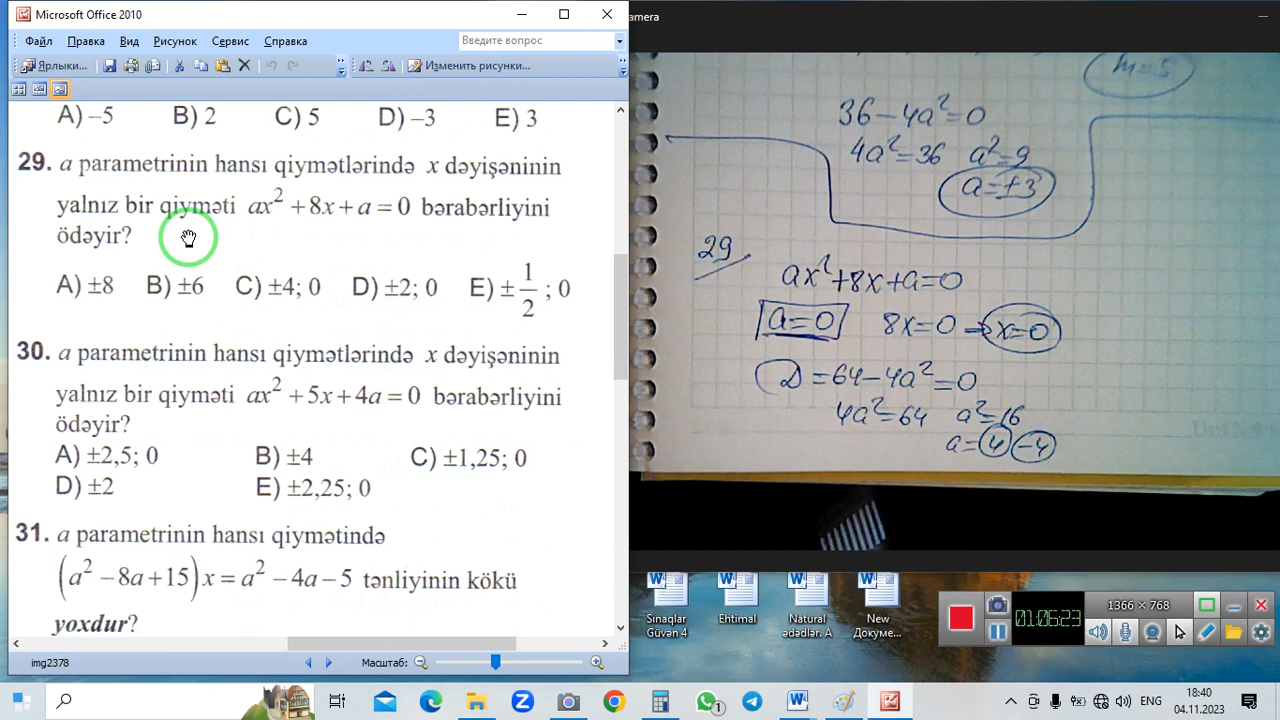 Microsoft Office 2010
Файл Правка Вид Рисунок Сервис Справка
Введите вопрос
Ярлыки...
Изменить рисунки...
A) –5 B) 2 C) 5 D) –3 E) 3
29. a parametrinin hansı qiymətlərində x dəyişəninin
yalnız bir qiyməti ax² + 8x + a = 0 bərabərliyini
ödəyir?
A) ±8 B) ±6 C) ±4; 0 D) ±2; 0 E) ± 1/2 ; 0
30. a parametrinin hansı qiymətlərində x dəyişəninin
yalnız bir qiyməti ax² + 5x + 4a = 0 bərabərliyini
ödəyir?
A) ±2,5; 0 B) ±4 C) ±1,25; 0
D) ±2 E) ±2,25; 0
31. a parametrinin hansı qiymətində
(a² – 8a + 15) x = a² – 4a – 5 tənliyinin kökü
yoxdur?
img2378
Масштаб:
amera
m=5
36 – 4a² = 0
4a² = 36 a² = 9
a = ±3
29
ax² + 8x + a = 0
a = 0 8x = 0 → x = 0
D = 64 – 4a² = 0
4a² = 64 a² = 16
a = 4 –4
Sınaqlar
Güvən 4
Ehtimal
Natural
ədədlər. A
New
Докуме...
1366 × 768
01:06:23
1
ENG
18:40
04.11.2023